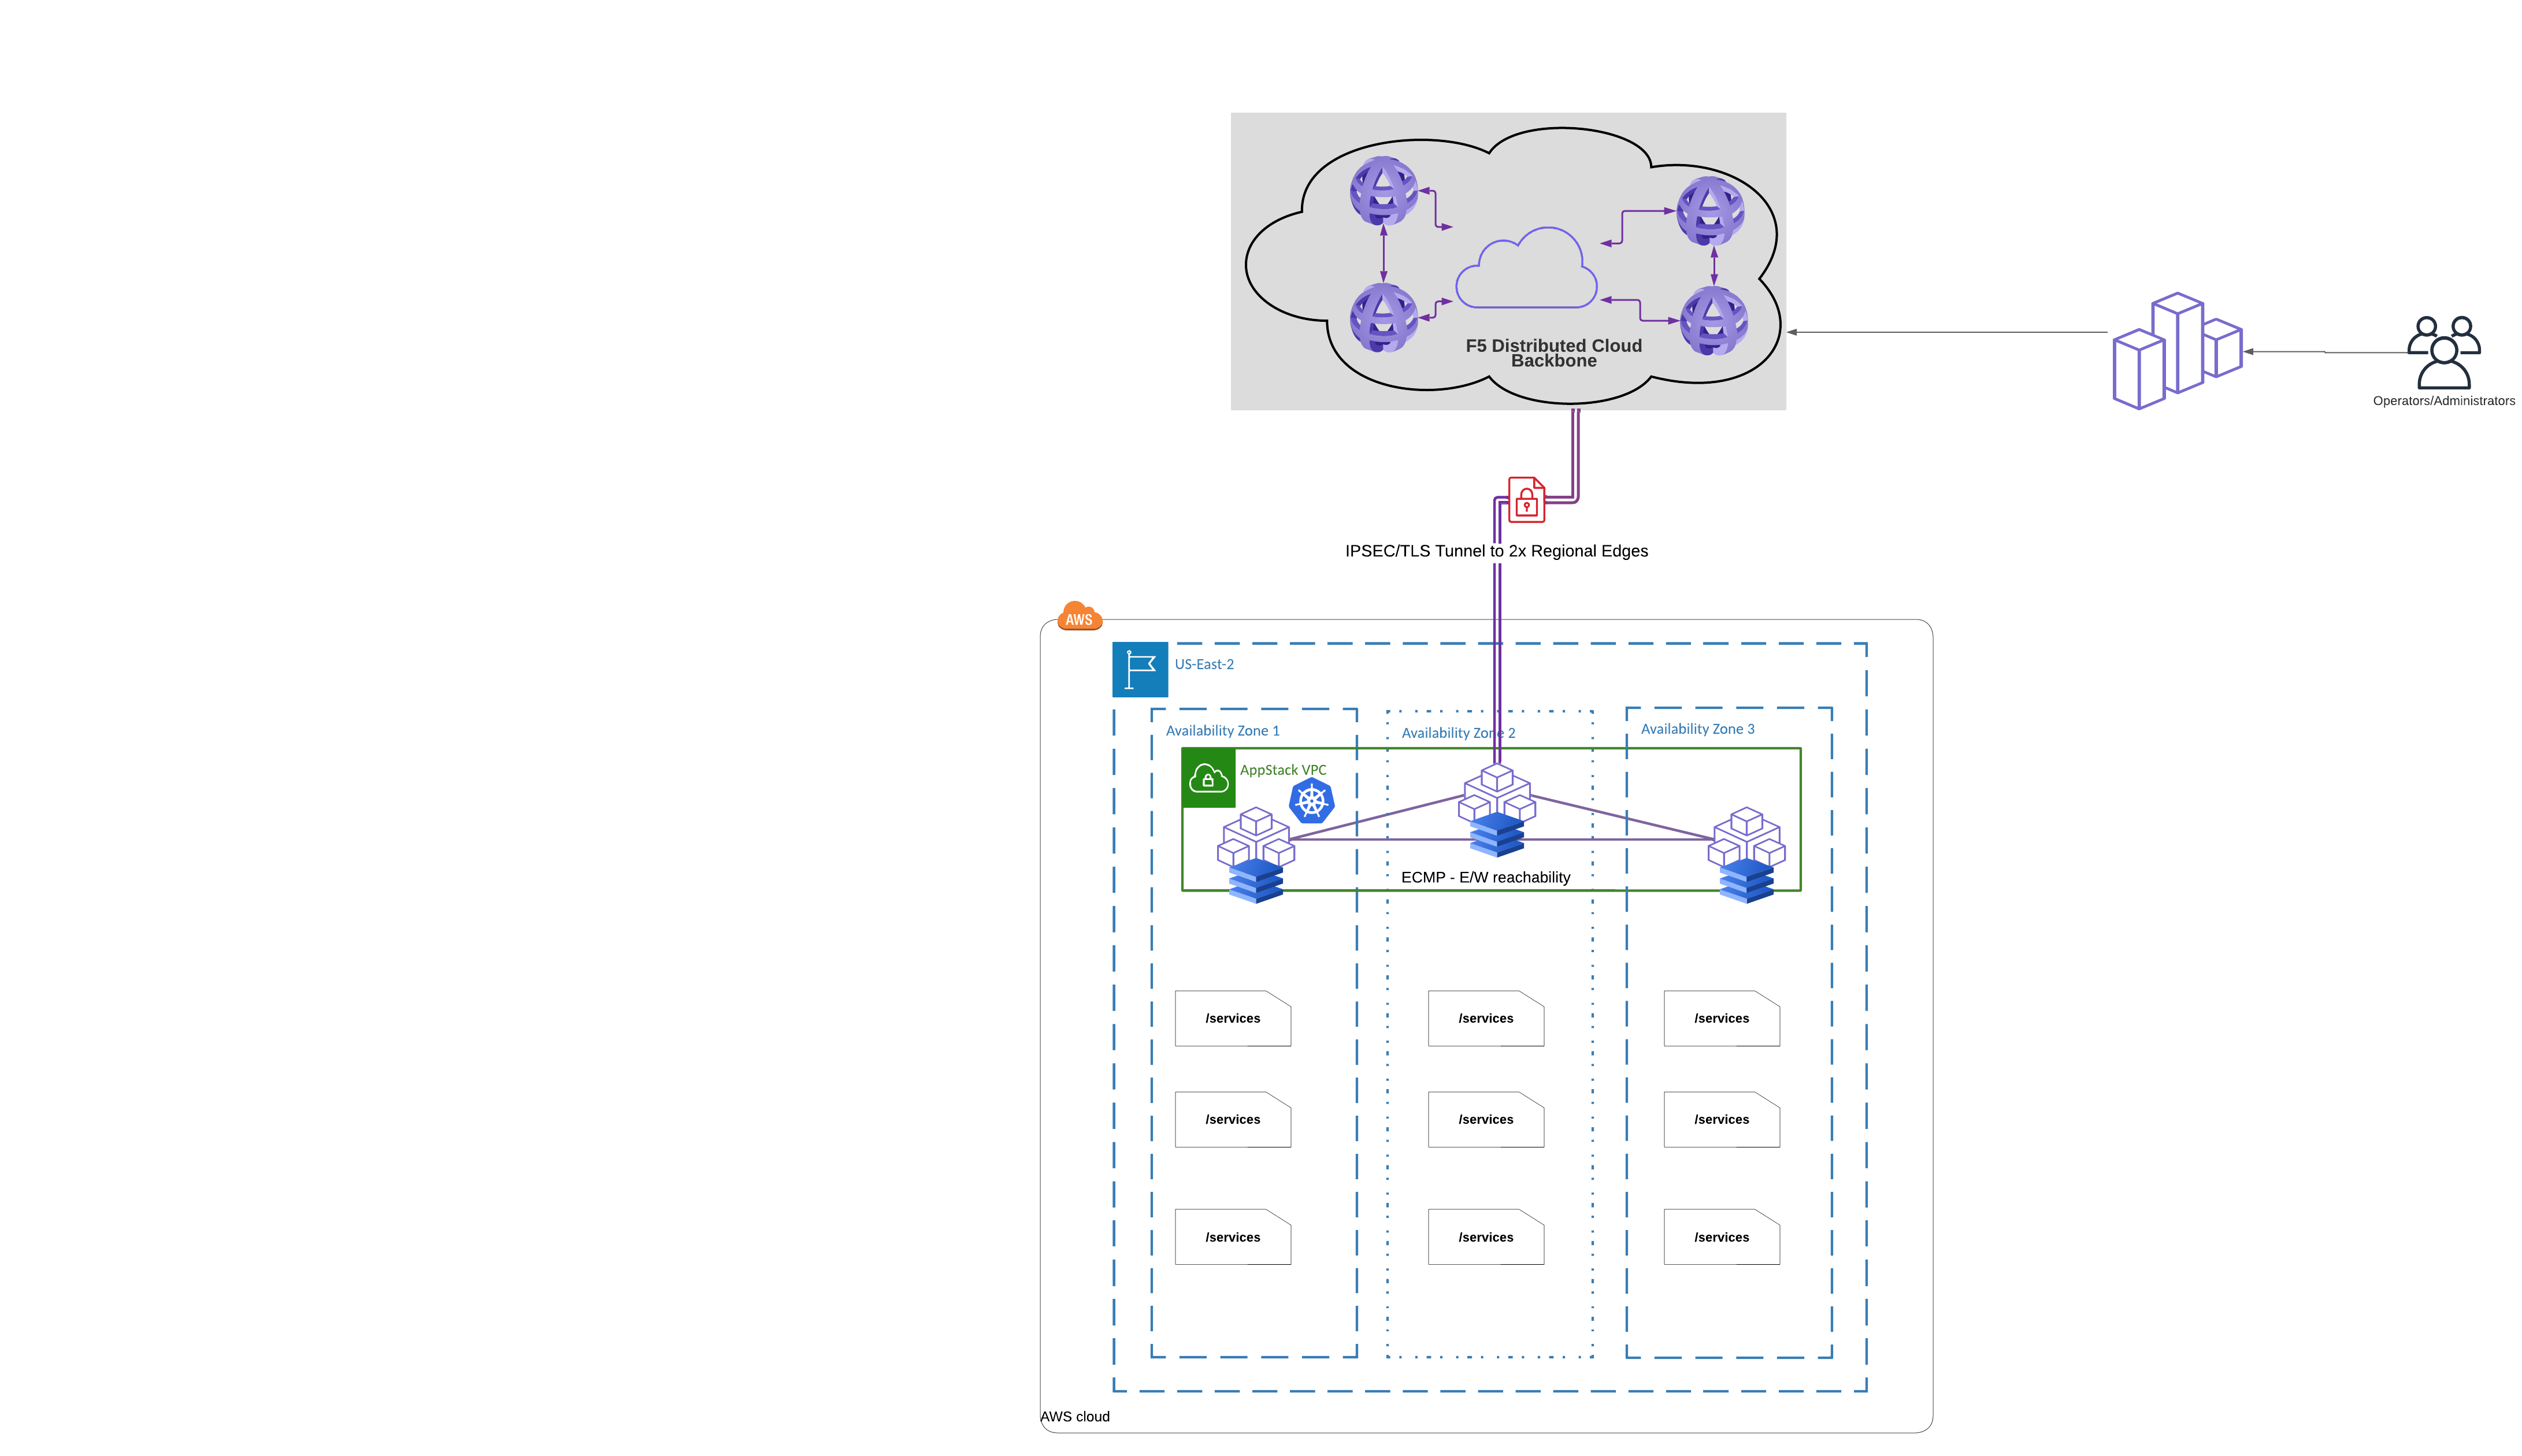 F5 Distributed Cloud
Backbone
Operators/Administrators
IPSEC/TLS Tunnel to 2x Regional Edges
AWS
US-East-2
Availability Zone 1
Availability Zone 2
Availability Zone 3
AppStack VPC
ECMP - E/W reachability
/services
/services
/services
/services
/services
/services
/services
/services
/services
AWS cloud